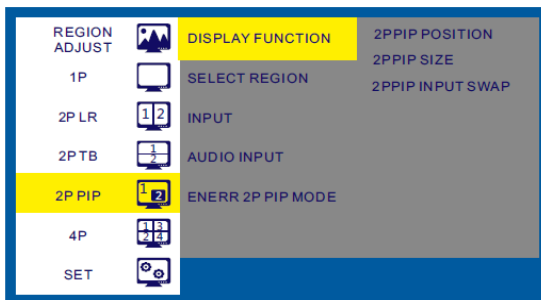 REGION
ADJUST
1P
2P LR
1 2
2P TB
1
2
2P PIP
1
2
4P
1 3
2 4
SET
DISPLAY FUNCTION
SELECT REGION
INPUT
AUDIO INPUT
ENERR 2P PIP MODE
2PPIP POSITION
2PPIP SIZE
2PPIP INPUT SWAP